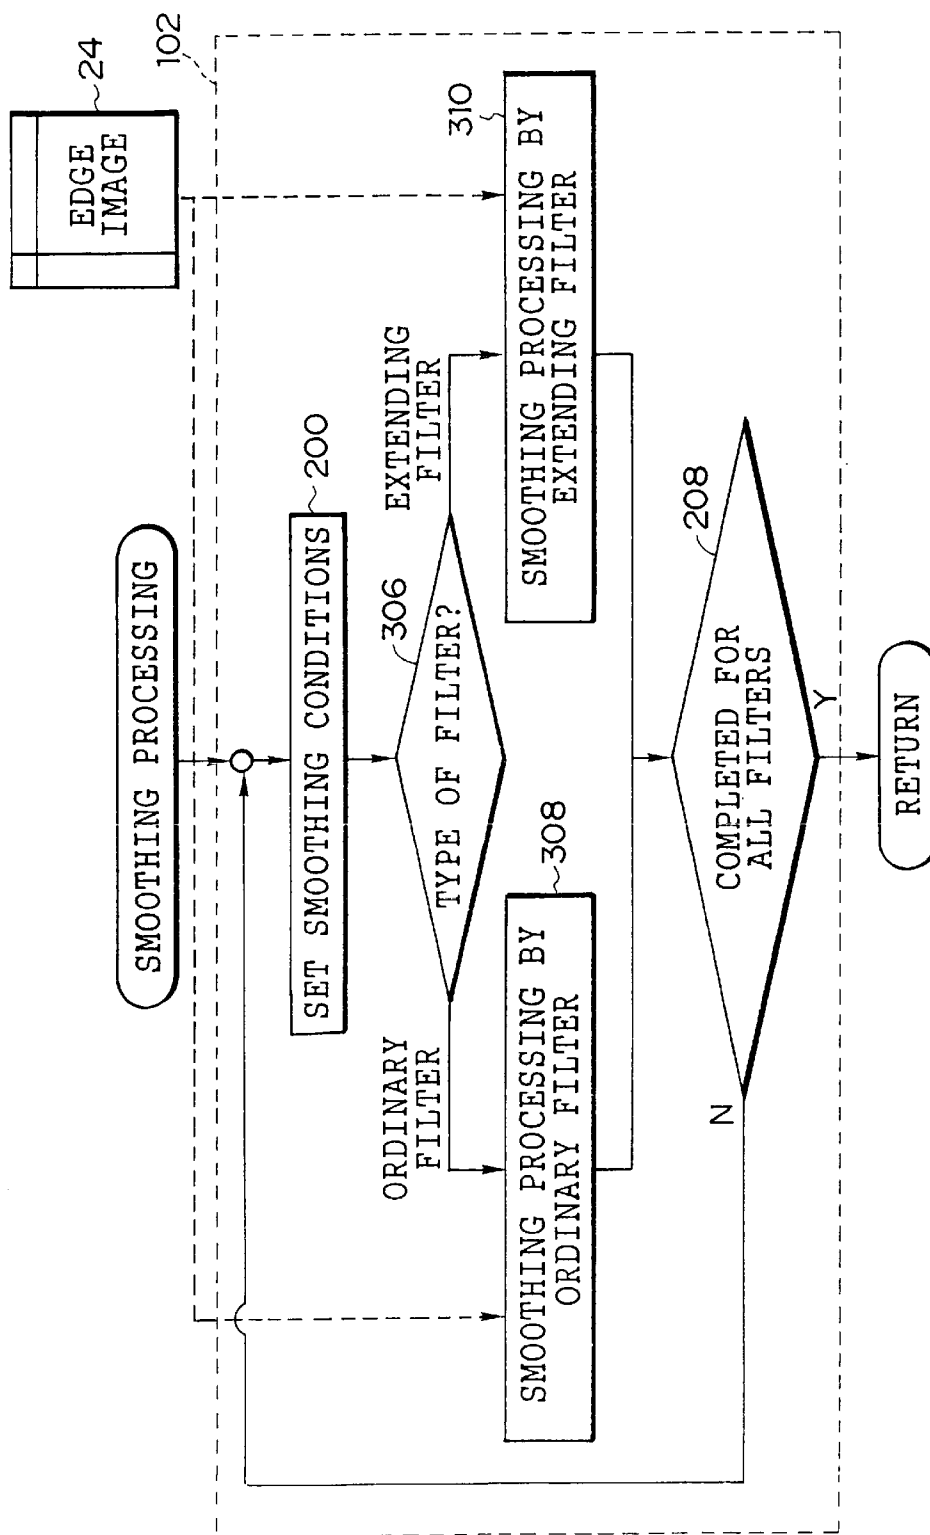 SMOOTHING PROCESSING
EDGE
IMAGE
24
102
SET SMOOTHING CONDITIONS
200
306
TYPE OF FILTER?
ORDINARY
FILTER
EXTENDING
FILTER
308
SMOOTHING PROCESSING BY
ORDINARY FILTER
310
SMOOTHING PROCESSING BY
EXTENDING FILTER
208
COMPLETED FOR
ALL FILTERS
N
Y
RETURN